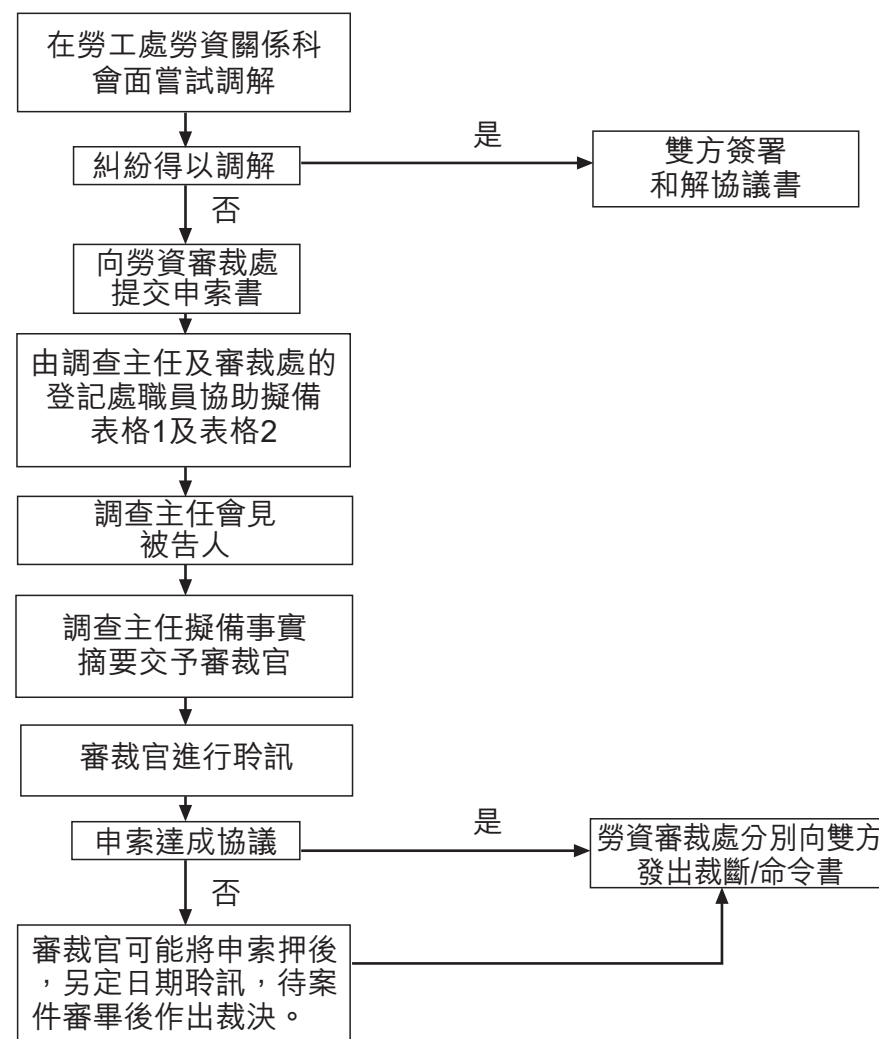 在勞工處勞資關係科
會面嘗試調解
糾紛得以調解
是
雙方簽署
和解協議書
否
向勞資審裁處
提交申索書
由調查主任及審裁處的
登記處職員協助擬備
表格1及表格2
調查主任會見
被告人
調查主任擬備事實
摘要交予審裁官
審裁官進行聆訊
申索達成協議
是
勞資審裁處分別向雙方
發出裁斷/命令書
否
審裁官可能將申索押後
，另定日期聆訊，待案
件審畢後作出裁決。